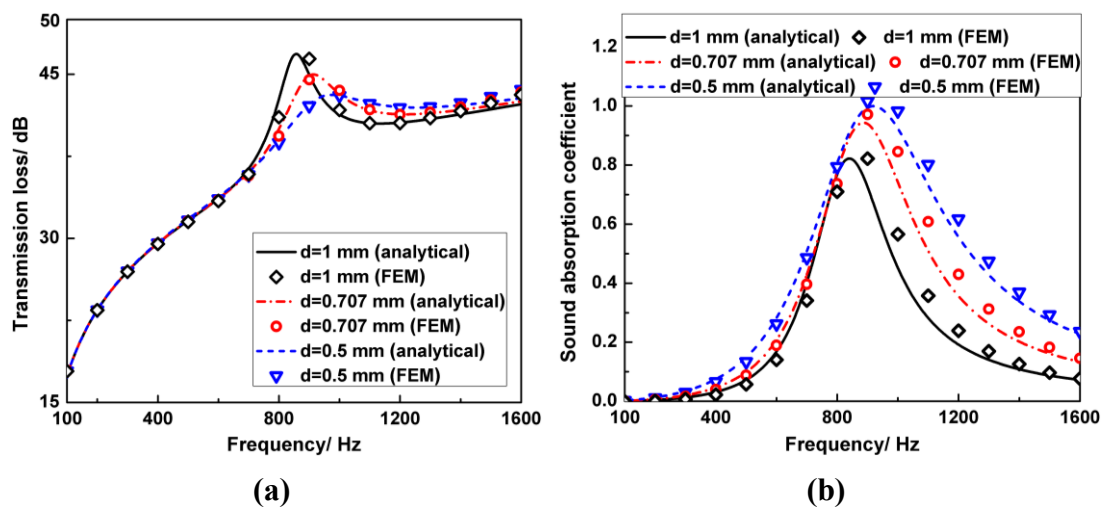 50
45
30
15
Transmission loss/ dB
d=1 mm (analytical)
d=1 mm (FEM)
d=0.707 mm (analytical)
d=0.707 mm (FEM)
d=0.5 mm (analytical)
d=0.5 mm (FEM)
100 400 800 1200 1600
Frequency/ Hz
(a)
1.2
1.0
0.8
0.6
0.4
0.2
0.0
Sound absorption coefficient
d=1 mm (analytical) d=1 mm (FEM)
d=0.707 mm (analytical) d=0.707 mm (FEM)
d=0.5 mm (analytical) d=0.5 mm (FEM)
100 400 800 1200 1600
Frequency/ Hz
(b)